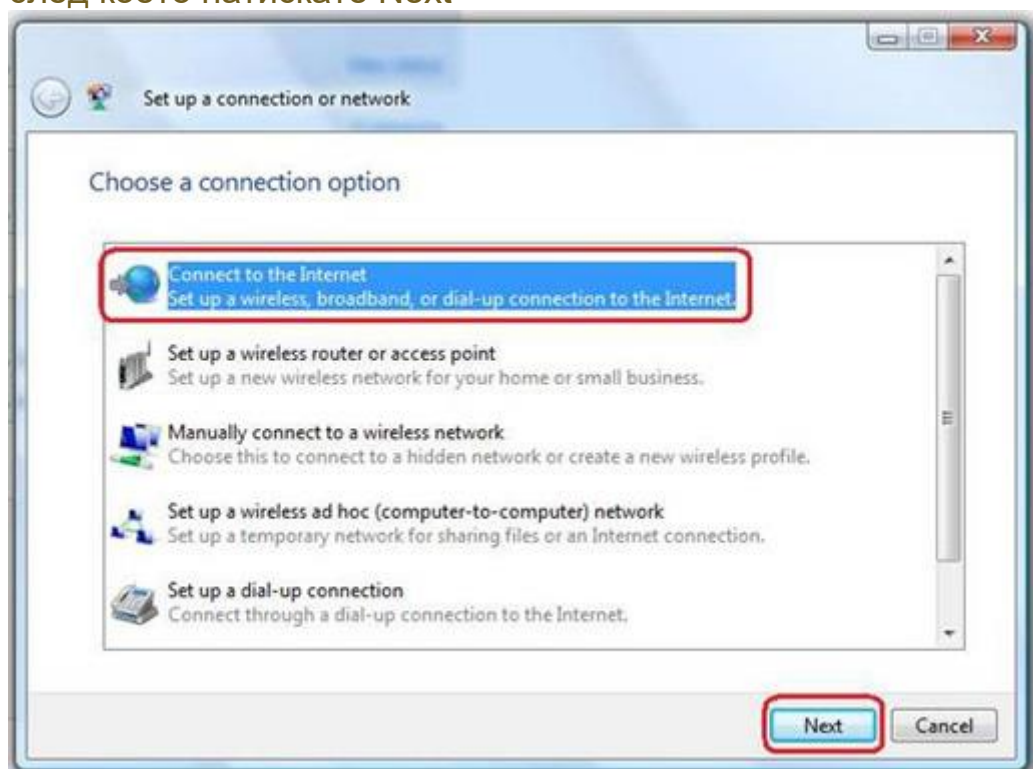 след което натискате Next
Set up a connection or network
Choose a connection option
Connect to the Internet
Set up a wireless, broadband, or dial-up connection to the Internet.
Set up a wireless router or access point
Set up a new wireless network for your home or small business.
Manually connect to a wireless network
Choose this to connect to a hidden network or create a new wireless profile.
Set up a wireless ad hoc (computer-to-computer) network
Set up a temporary network for sharing files or an Internet connection.
Set up a dial-up connection
Connect through a dial-up connection to the Internet.
Next Cancel